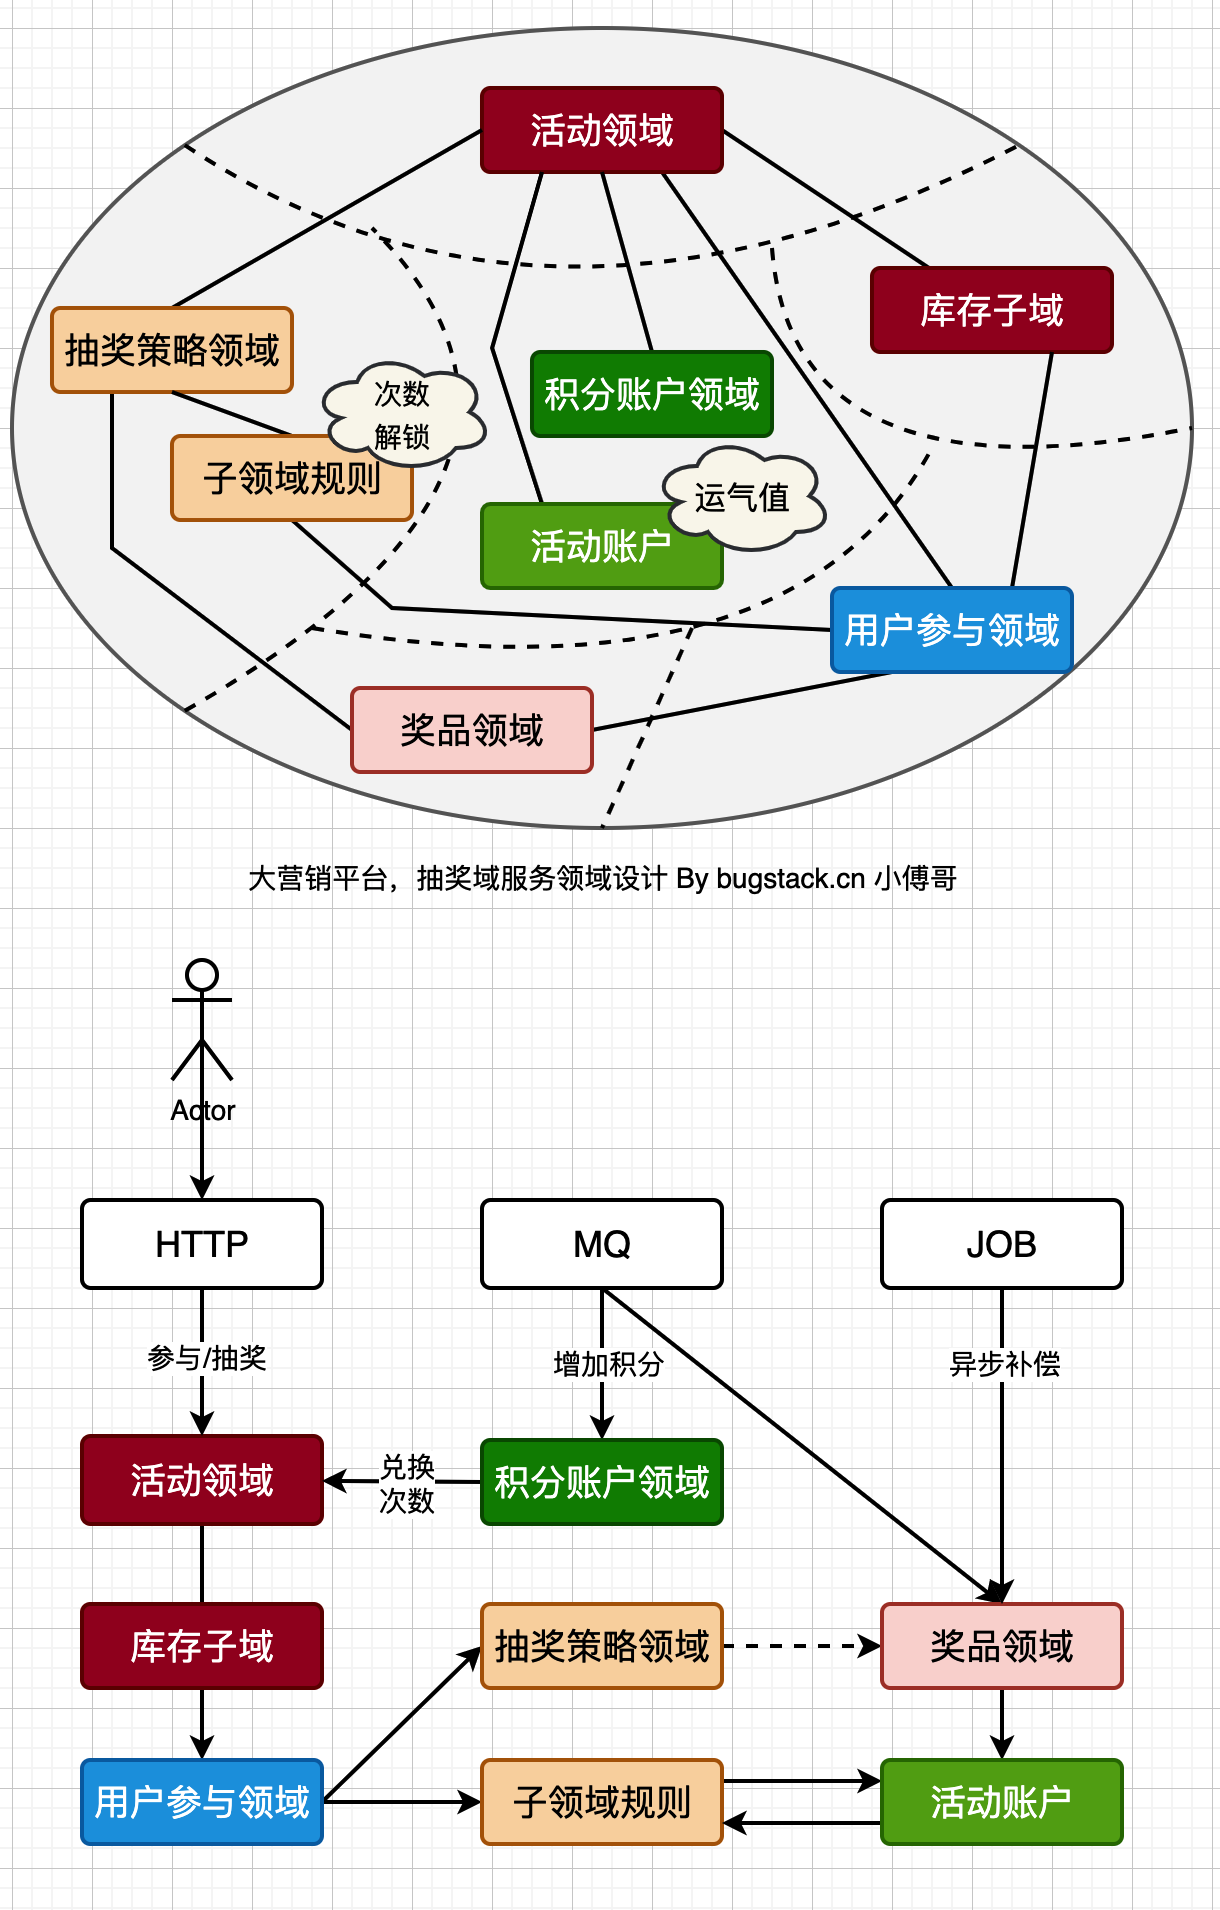 活动领域
库存子域
抽奖策略领域
次数
解锁
积分账户领域
子领域规则
运气值
活动账户
用户参与领域
奖品领域
大营销平台，抽奖域服务领域设计 By bugstack.cn 小傅哥
Actor
HTTP
MQ
JOB
参与/抽奖
增加积分
异步补偿
活动领域
兑换
次数
积分账户领域
库存子域
抽奖策略领域
奖品领域
用户参与领域
子领域规则
活动账户